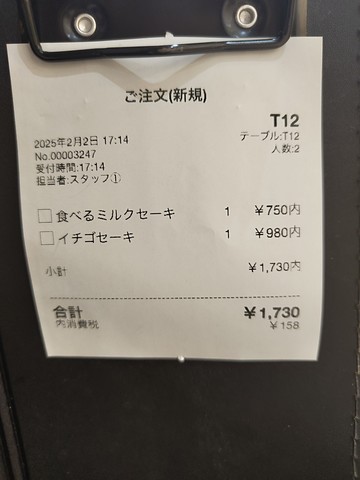 ご注文(新規)
T12
2025年2月2日 17:14
テーブル:T12
No.00003247
人数:2
受付時間:17:14
担当者:スタッフ①
食べるミルクセーキ 1 ¥750内
イチゴセーキ 1 ¥980内
小計 ¥1,730内
合計 ¥1,730
内消費税 ¥158